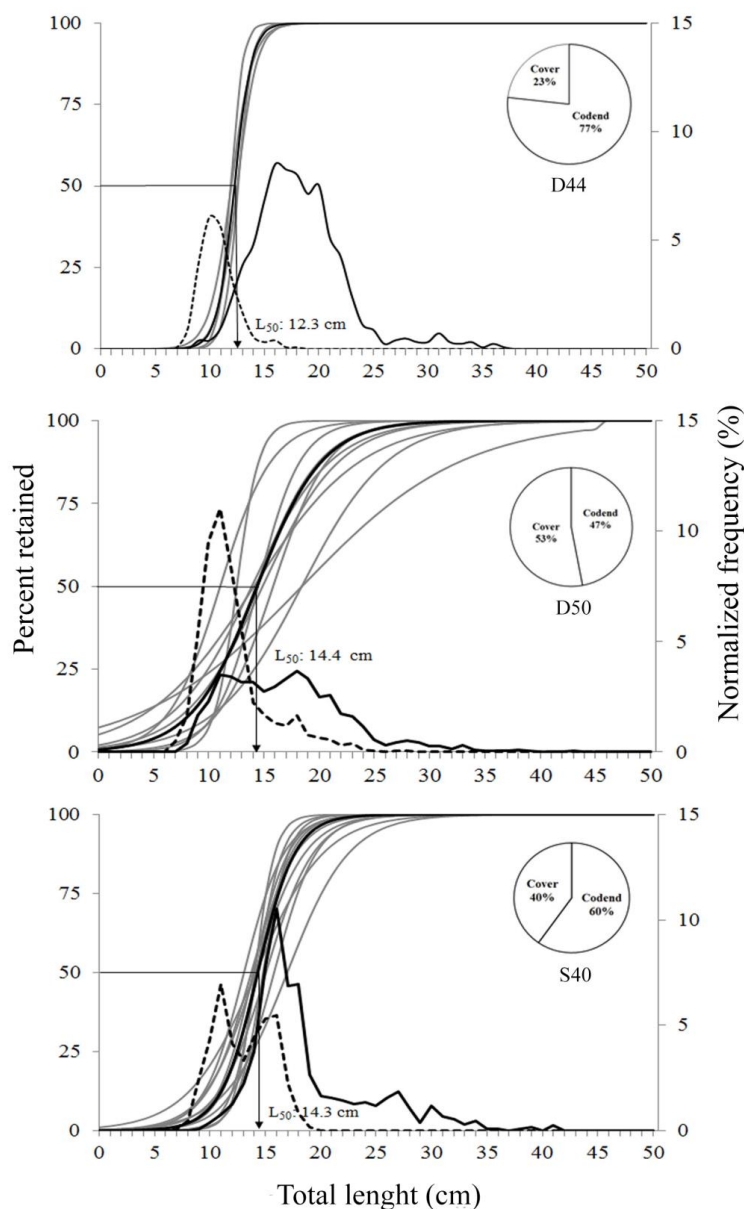 100
75
50
25
0
15
10
5
0
Cover
23%
Codend
77%
D44
L50: 12.3 cm
0 5 10 15 20 25 30 35 40 45 50
100
75
50
25
0
15
10
5
0
Cover
53%
Codend
47%
D50
L50: 14.4 cm
0 5 10 15 20 25 30 35 40 45 50
Percent retained
Normalized frequency (%)
100
75
50
25
0
15
10
5
0
Cover
40%
Codend
60%
S40
L50: 14.3 cm
0 5 10 15 20 25 30 35 40 45 50
Total lenght (cm)